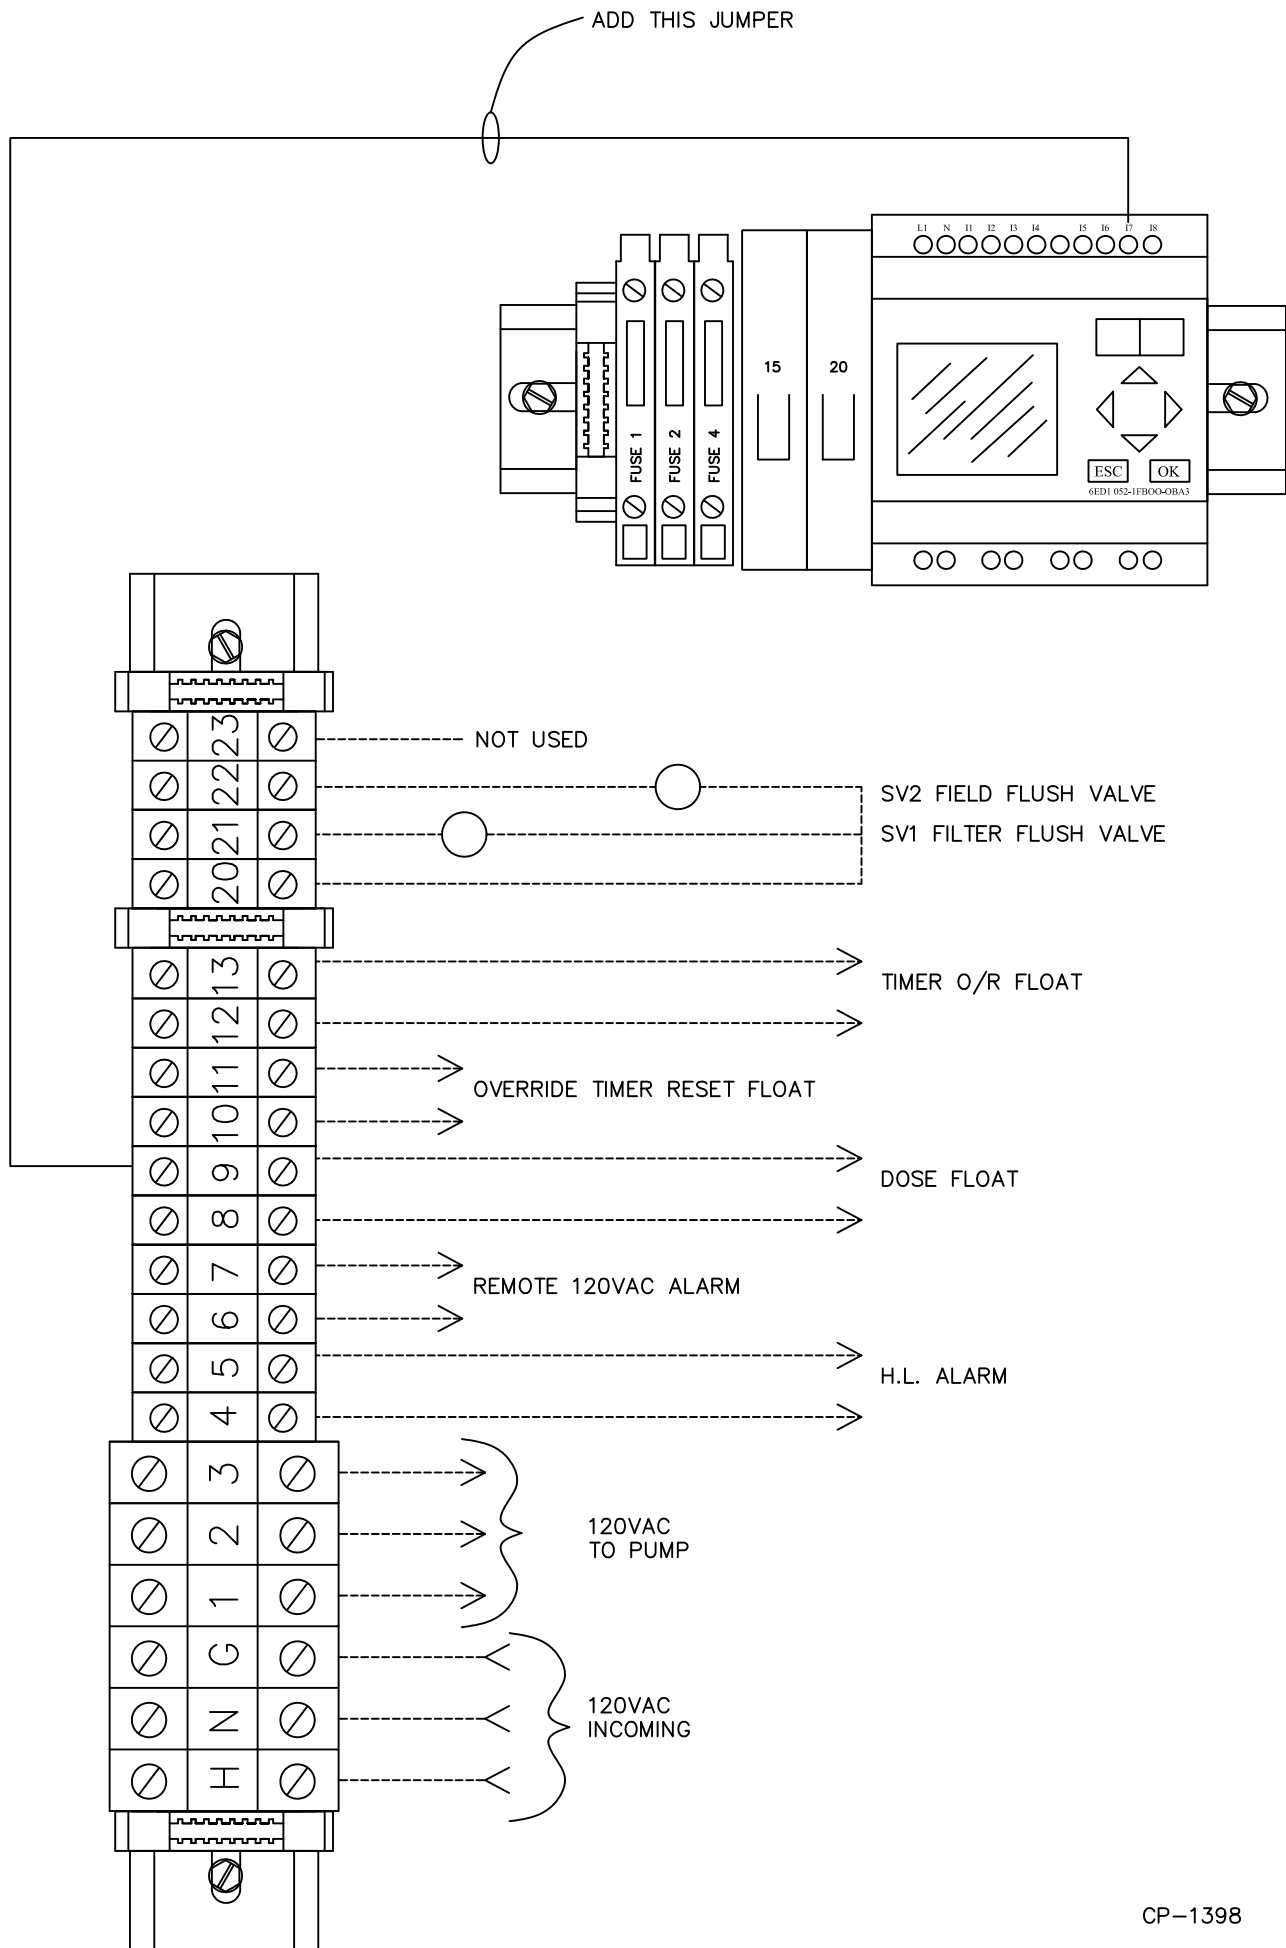 ADD THIS JUMPER
L1 N I1 I2 I3 I4 I5 I6 I7 I8
15
20
FUSE 1
FUSE 2
FUSE 4
ESC
OK
6ED1 052-1FBOO-OBA3
23
NOT USED
22
SV2 FIELD FLUSH VALVE
21
SV1 FILTER FLUSH VALVE
20
13
TIMER O/R FLOAT
12
11
OVERRIDE TIMER RESET FLOAT
10
9
DOSE FLOAT
8
7
REMOTE 120VAC ALARM
6
5
H.L. ALARM
4
3
2
120VAC
TO PUMP
1
G
N
120VAC
INCOMING
H
CP-1398